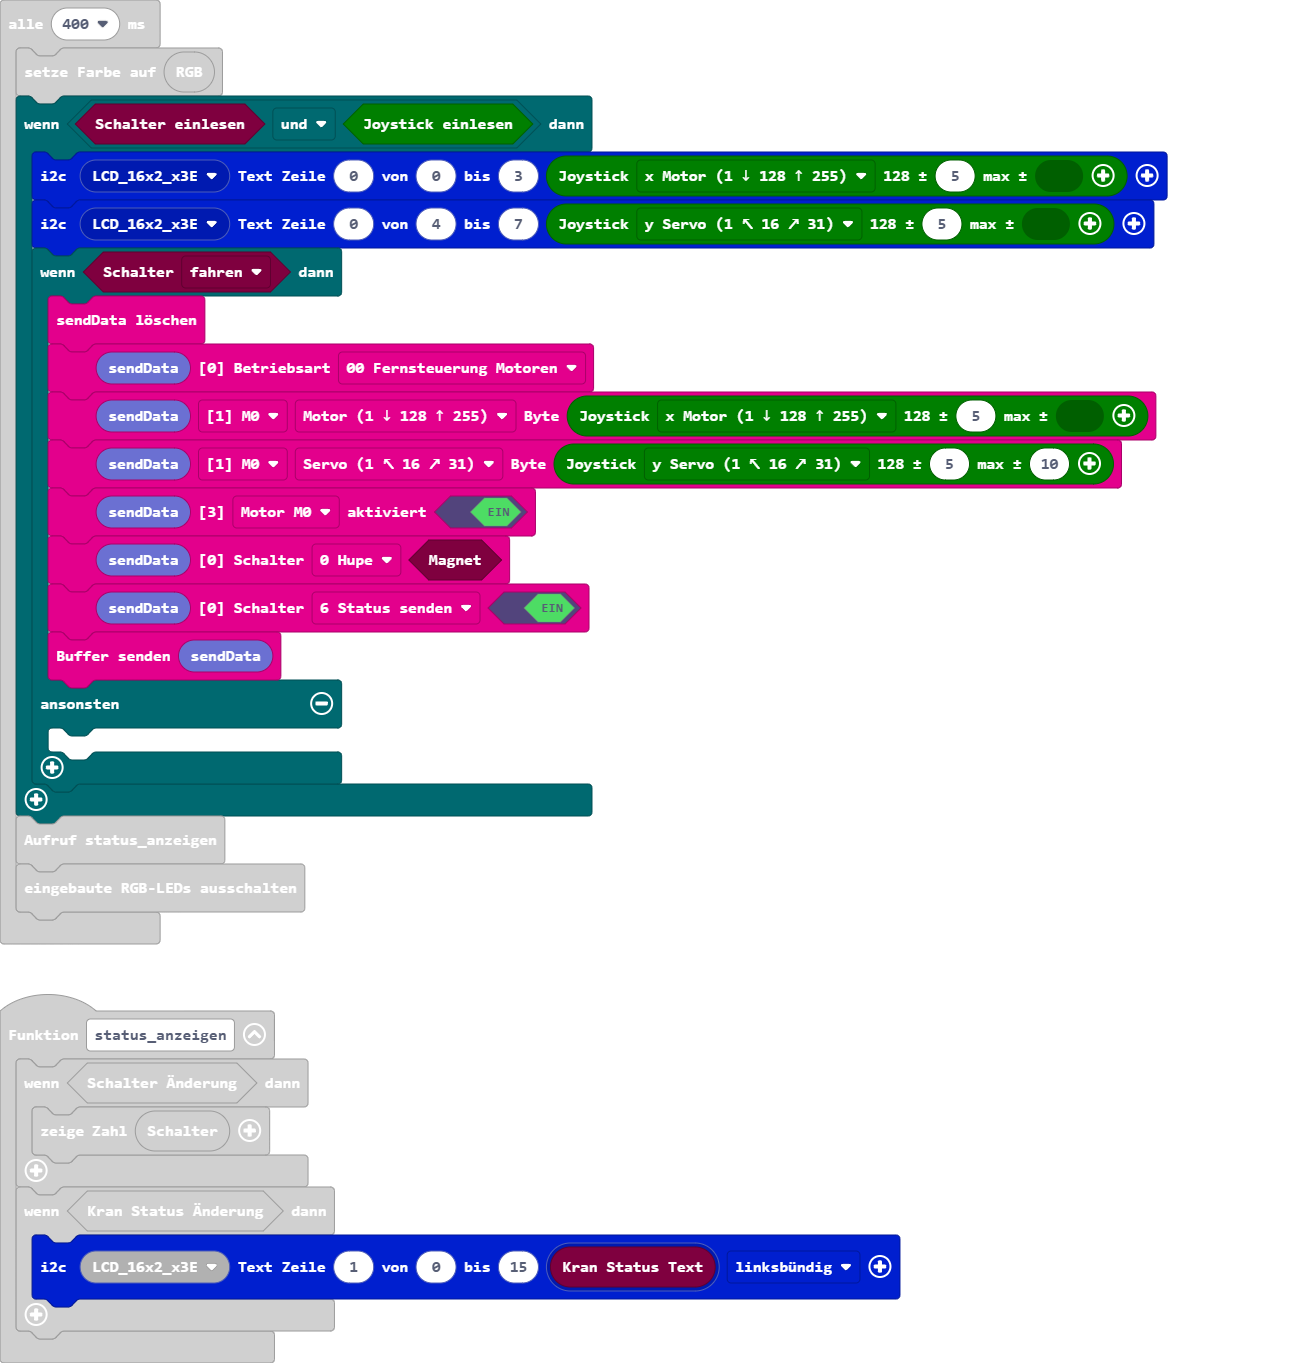 alle 400 ms
setze Farbe auf RGB
wenn Schalter einlesen und Joystick einlesen dann
i2c LCD_16x2_x3E Text Zeile 0 von 0 bis 3 Joystick x Motor (1 ↓ 128 ↑ 255) 128 ± 5 max ±
i2c LCD_16x2_x3E Text Zeile 0 von 4 bis 7 Joystick y Servo (1 ↖ 16 ↗ 31) 128 ± 5 max ±
wenn Schalter fahren dann
sendData löschen
sendData [0] Betriebsart 00 Fernsteuerung Motoren
sendData [1] M0 Motor (1 ↓ 128 ↑ 255) Byte Joystick x Motor (1 ↓ 128 ↑ 255) 128 ± 5 max ±
sendData [1] M0 Servo (1 ↖ 16 ↗ 31) Byte Joystick y Servo (1 ↖ 16 ↗ 31) 128 ± 5 max ± 10
sendData [3] Motor M0 aktiviert EIN
sendData [0] Schalter 0 Hupe Magnet
sendData [0] Schalter 6 Status senden EIN
Buffer senden sendData
ansonsten
Aufruf status_anzeigen
eingebaute RGB-LEDs ausschalten
Funktion status_anzeigen
wenn Schalter Änderung dann
zeige Zahl Schalter
wenn Kran Status Änderung dann
i2c LCD_16x2_x3E Text Zeile 1 von 0 bis 15 Kran Status Text linksbündig